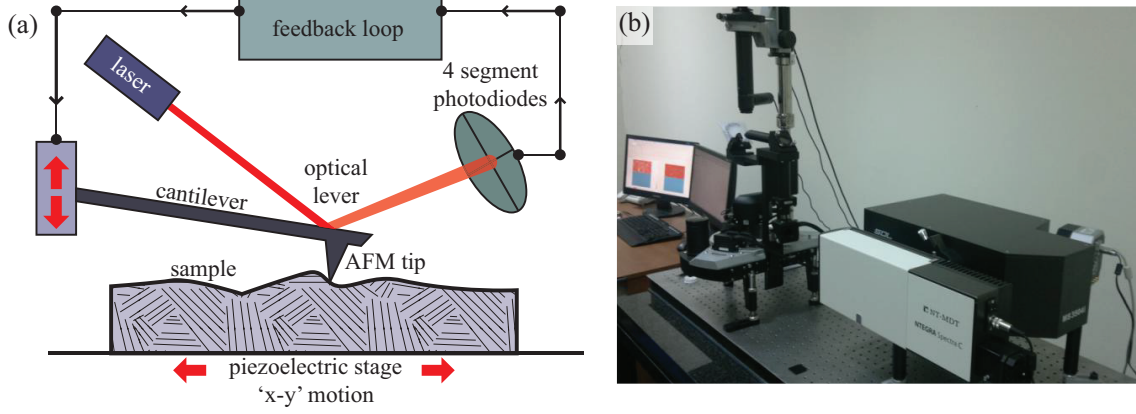 (a)
feedback loop
laser
4 segment
photodiodes
optical
lever
cantilever
AFM tip
sample
piezoelectric stage
‘x-y’ motion
(b)
NT-MDT
NTEGRA Spectra C